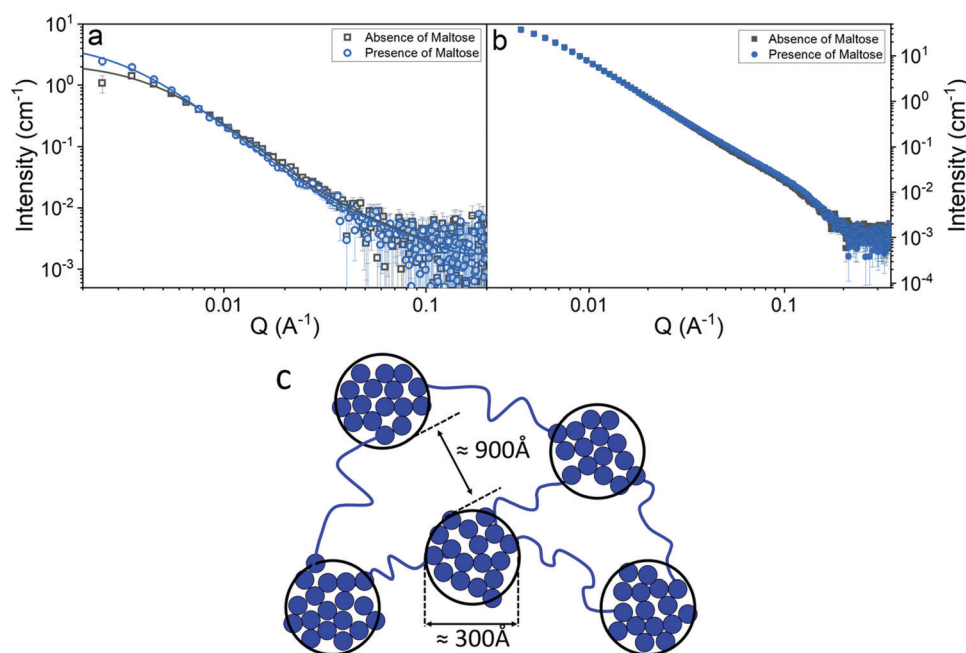 a
Absence of Maltose
Presence of Maltose
10^1
10^0
10^-1
10^-2
10^-3
Intensity (cm^-1)
0.01
0.1
Q (A^-1)
b
Absence of Maltose
Presence of Maltose
10^1
10^0
10^-1
10^-2
10^-3
10^-4
Intensity (cm^-1)
0.01
0.1
Q (A^-1)
c
≈ 900Å
≈ 300Å